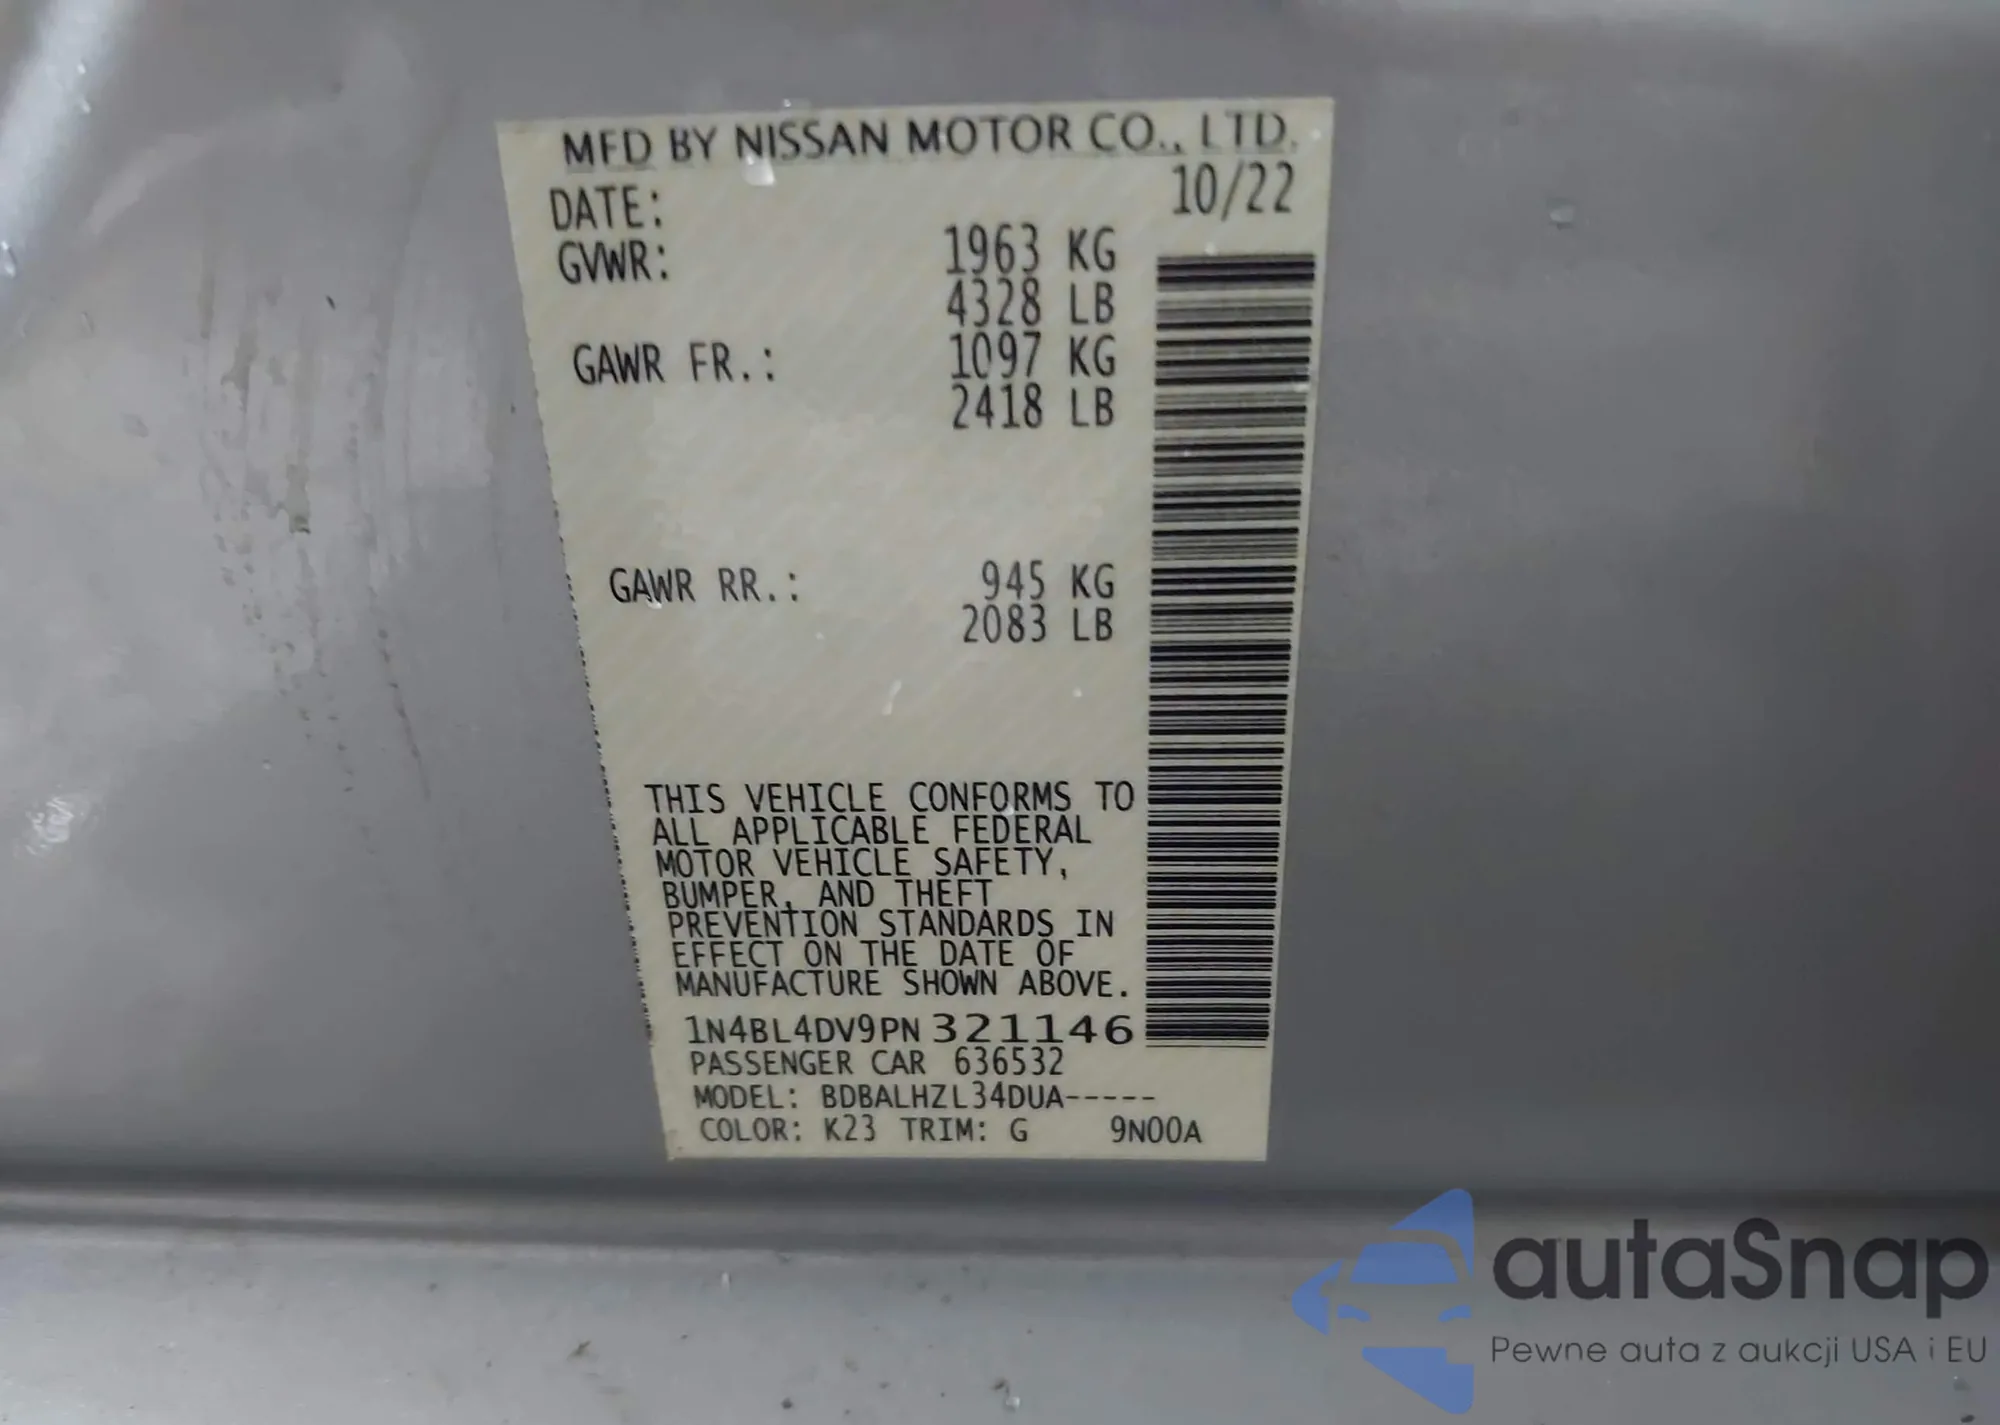 MFD BY NISSAN MOTOR CO., LTD.
DATE: 10/22
GVWR: 1963 KG
4328 LB
GAWR FR.: 1097 KG
2418 LB
GAWR RR.: 945 KG
2083 LB
THIS VEHICLE CONFORMS TO
ALL APPLICABLE FEDERAL
MOTOR VEHICLE SAFETY,
BUMPER, AND THEFT
PREVENTION STANDARDS IN
EFFECT ON THE DATE OF
MANUFACTURE SHOWN ABOVE.
1N4BL4DV9PN 321146
PASSENGER CAR 636532
MODEL: BDBALHZL34DUA-----
COLOR: K23 TRIM: G 9N00A
autaSnap
Pewne auta z aukcji USA i EU